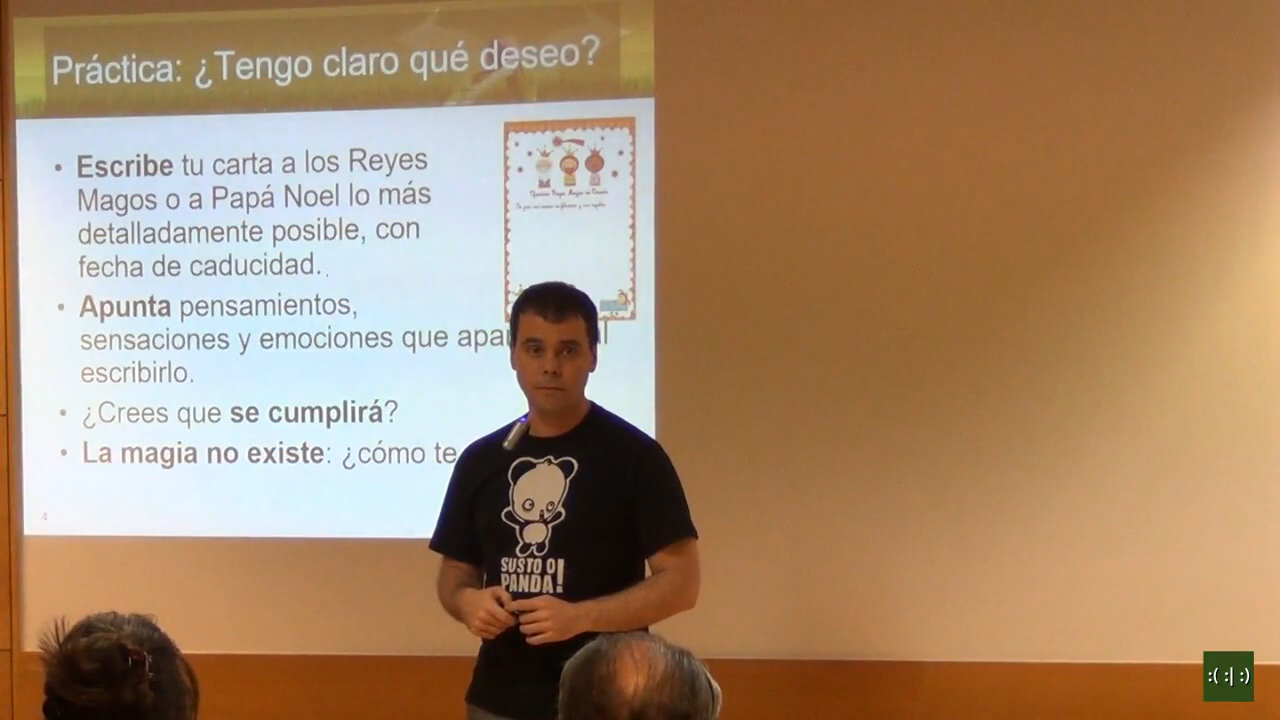 Práctica: ¿Tengo claro qué deseo?
• Escribe tu carta a los Reyes
Magos o a Papá Noel lo más
detalladamente posible, con
fecha de caducidad. .
• Apunta pensamientos,
sensaciones y emociones que
escribirlo.
• ¿Crees que se cumplirá?
• La magia no existe: ¿cómo te
4
SUSTO O
PANDA!
:( :| :)